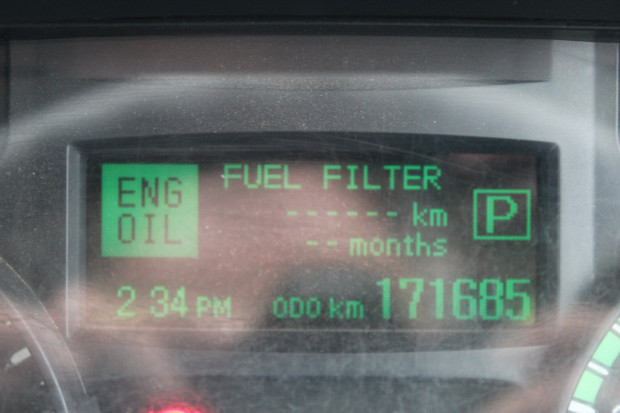 ENG
OIL
FUEL FILTER
------ km
-- months
P
2 34 PM
ODO km 171685